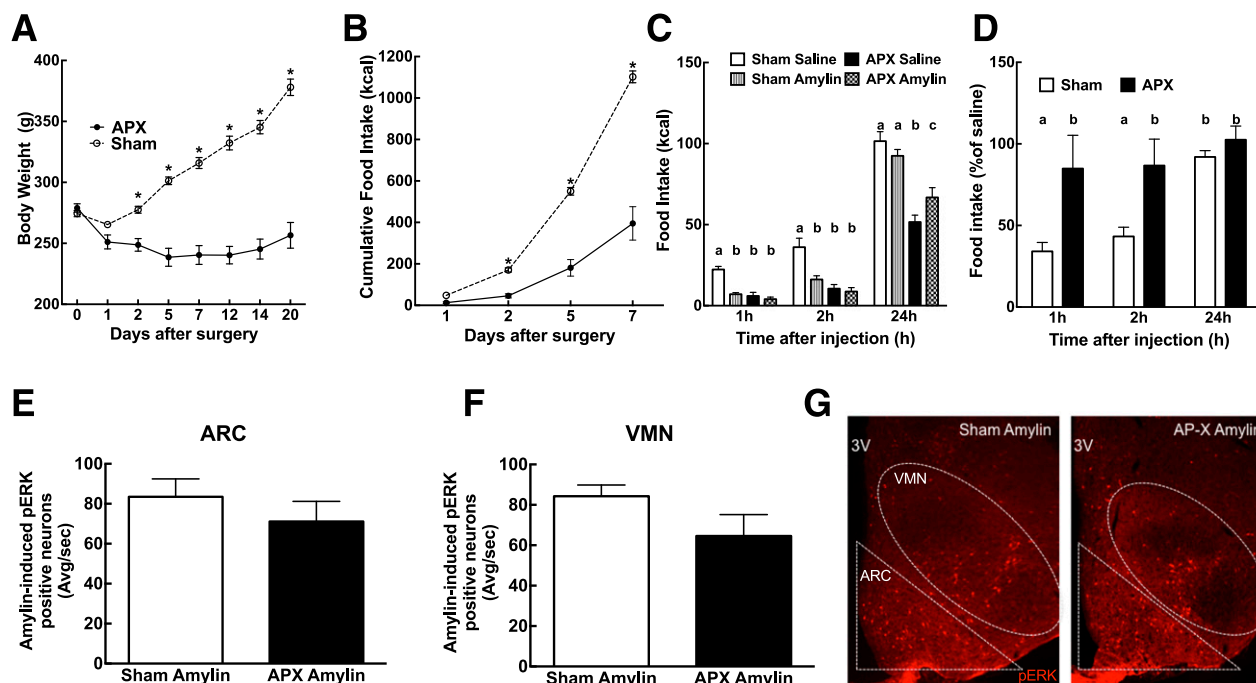 A
400
350
300
250
200
Body Weight (g)
APX
Sham
*
*
*
*
*
*
0 1 2 5 7 12 14 20
Days after surgery
B
1200
1000
800
600
400
200
0
Cumulative Food Intake (kcal)
*
*
*
1 2 5 7
Days after surgery
C
Sham Saline APX Saline
Sham Amylin APX Amylin
150
100
50
0
Food Intake (kcal)
a b b b
a b b b
a a b c
1h 2h 24h
Time after injection (h)
D
150
100
50
0
Food intake (%of saline)
Sham APX
a b a b b b
1h 2h 24h
Time after injection (h)
E
ARC
100
80
60
40
20
0
Amylin-induced pERK
positive neurons
(Avg/sec)
Sham Amylin APX Amylin
F
VMN
100
80
60
80
20
0
Amylin-induced pERK
positive neurons
(Avg/sec)
Sham Amylin APX Amylin
G
Sham Amylin
3V
VMN
ARC
pERK
AP-X Amylin
3V